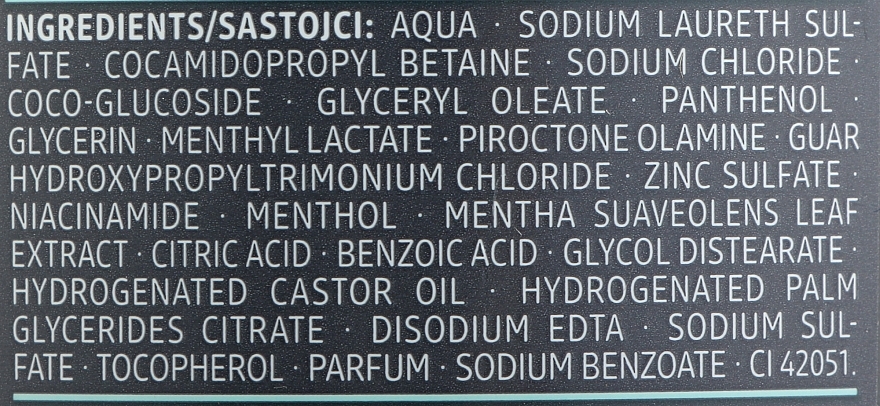 INGREDIENTS/SASTOJCI: AQUA · SODIUM LAURETH SUL-
FATE · COCAMIDOPROPYL BETAINE · SODIUM CHLORIDE ·
COCO-GLUCOSIDE · GLYCERYL OLEATE · PANTHENOL ·
GLYCERIN · MENTHYL LACTATE · PIROCTONE OLAMINE · GUAR
HYDROXYPROPYLTRIMONIUM CHLORIDE · ZINC SULFATE ·
NIACINAMIDE · MENTHOL · MENTHA SUAVEOLENS LEAF
EXTRACT · CITRIC ACID · BENZOIC ACID · GLYCOL DISTEARATE ·
HYDROGENATED CASTOR OIL · HYDROGENATED PALM
GLYCERIDES CITRATE · DISODIUM EDTA · SODIUM SUL-
FATE · TOCOPHEROL · PARFUM · SODIUM BENZOATE · CI 42051.